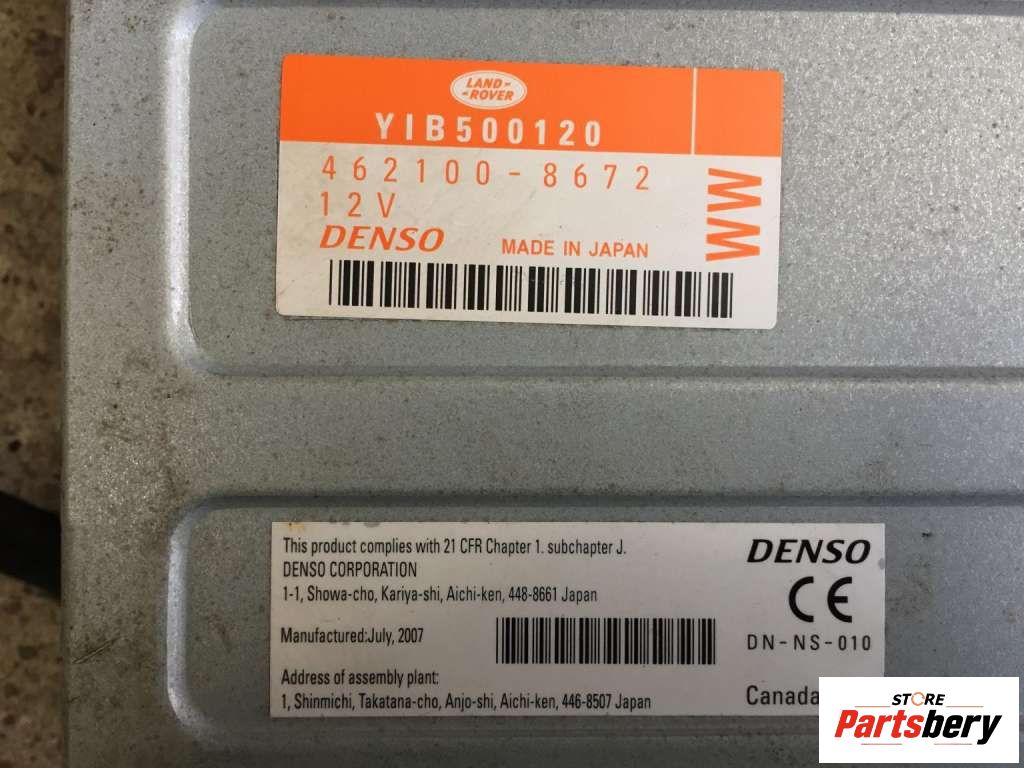 LAND-
-ROVER
YIB500120
462100-8672
12V
DENSO MADE IN JAPAN
WW
This product complies with 21 CFR Chapter 1. subchapter J.
DENSO CORPORATION
1-1, Showa-cho, Kariya-shi, Aichi-ken, 448-8661 Japan
Manufactured:July, 2007
Address of assembly plant:
1, Shinmichi, Takatana-cho, Anjo-shi, Aichi-ken, 446-8507 Japan
DENSO
CE
DN-NS-010
Canada
STORE
Partsbery